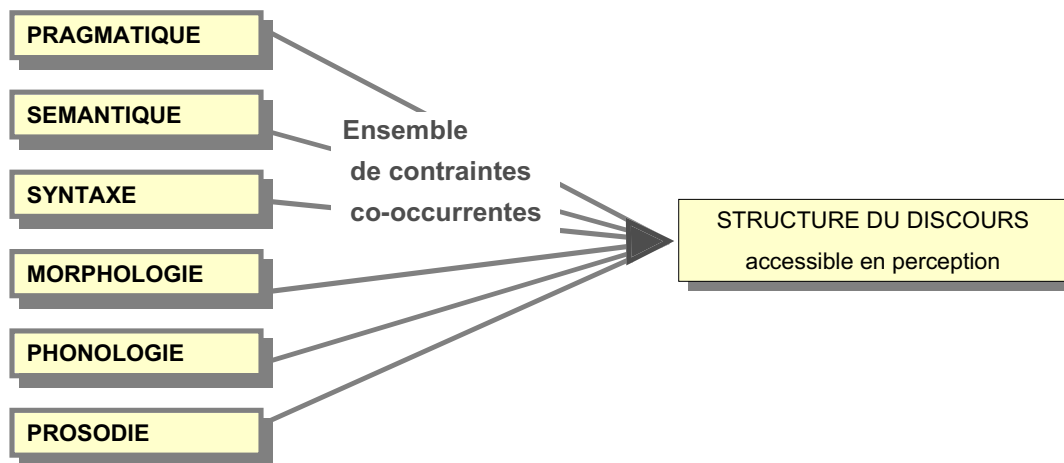 PRAGMATIQUE
SEMANTIQUE
SYNTAXE
MORPHOLOGIE
PHONOLOGIE
PROSODIE
Ensemble
de contraintes
co-occurrentes
STRUCTURE DU DISCOURS
accessible en perception